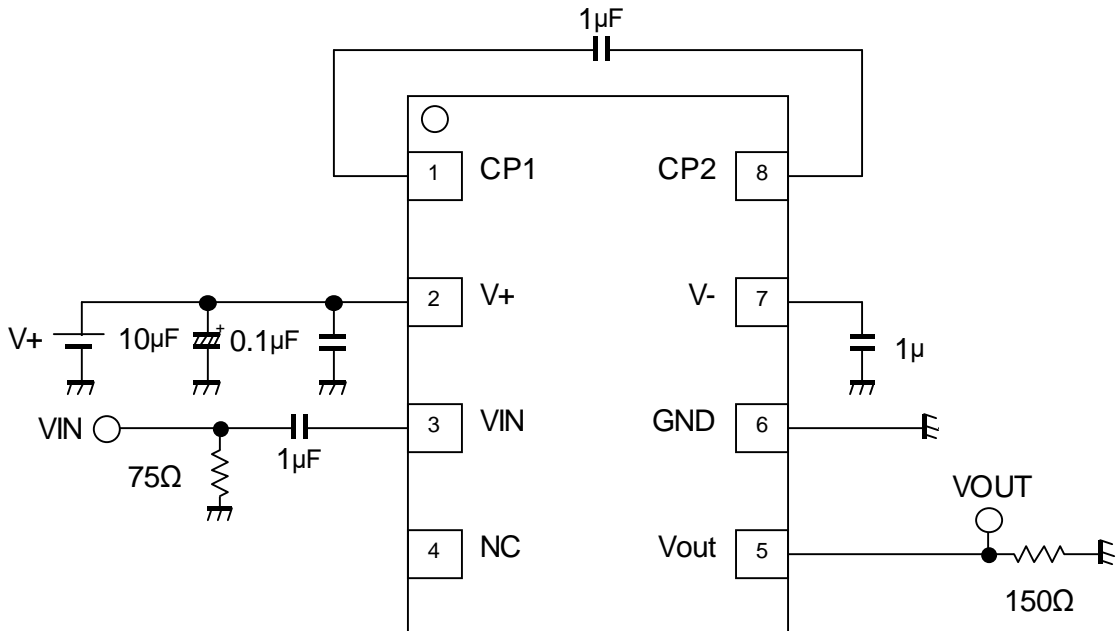 1µF
1 CP1 CP2 8
2 V+ V- 7
V+ 10µF + 0.1µF 1µ
VIN 3 VIN GND 6
1µF
75Ω
VOUT
4 NC Vout 5
150Ω